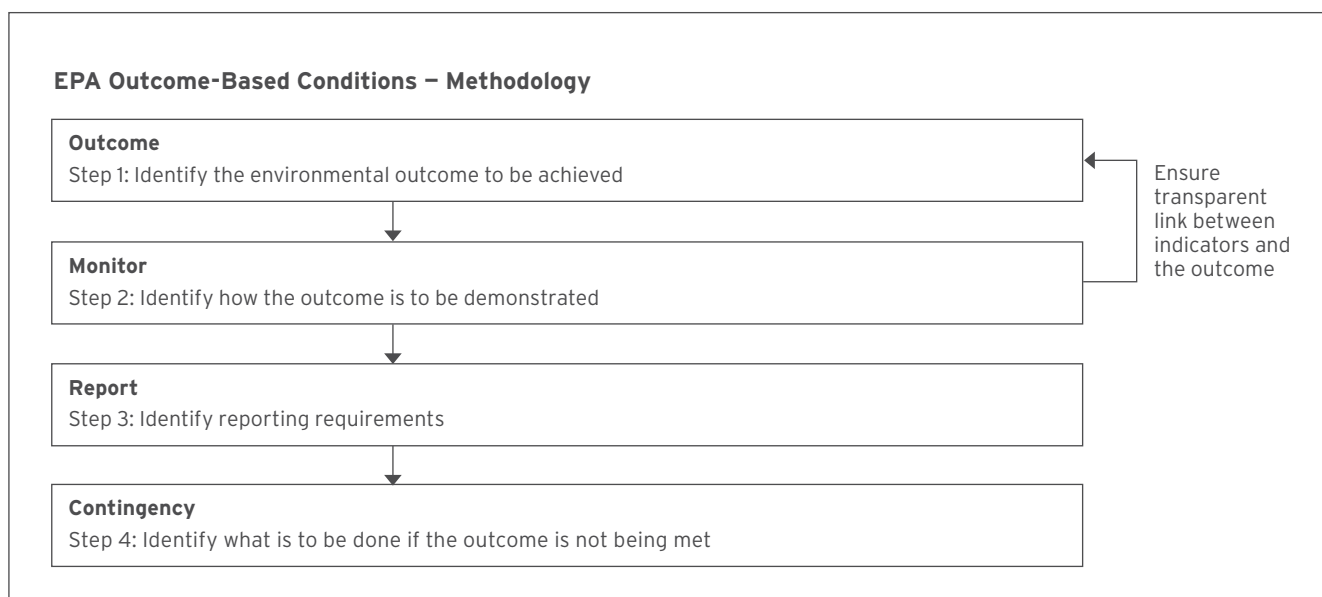 EPA Outcome-Based Conditions – Methodology
Outcome
Step 1: Identify the environmental outcome to be achieved
Ensure
transparent
link between
indicators and
the outcome
Monitor
Step 2: Identify how the outcome is to be demonstrated
Report
Step 3: Identify reporting requirements
Contingency
Step 4: Identify what is to be done if the outcome is not being met